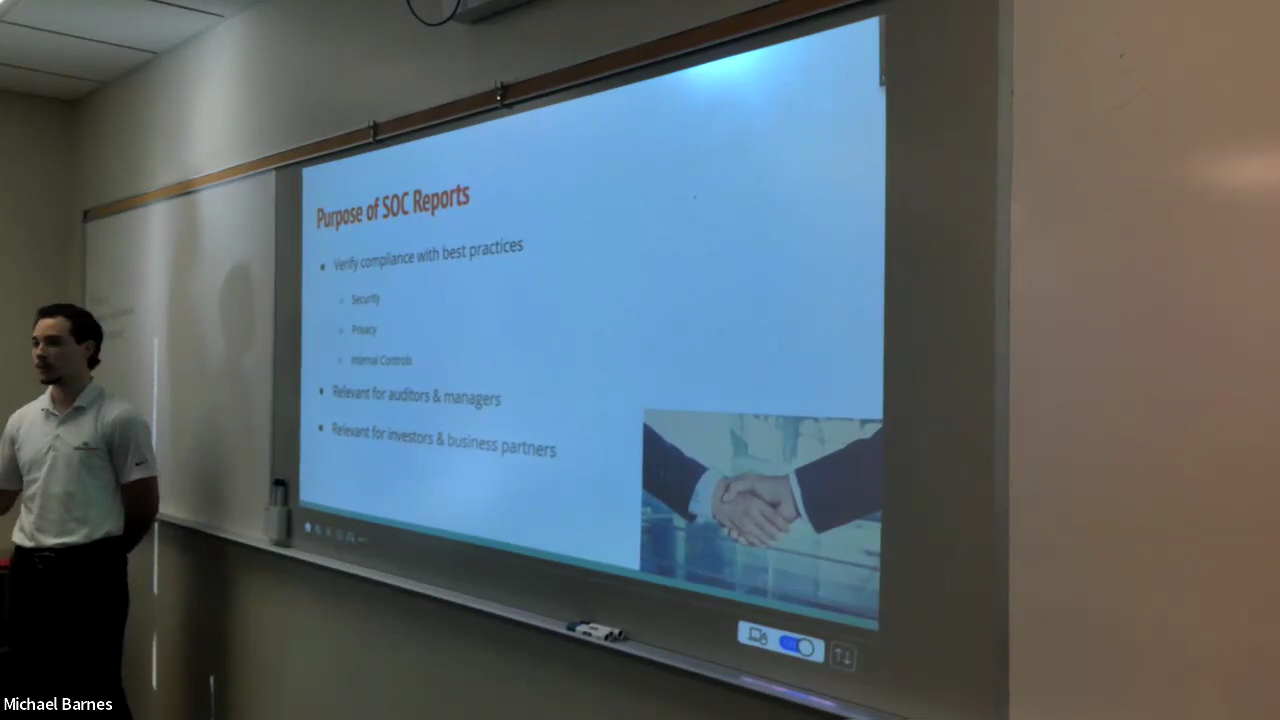 Purpose of SOC Reports
Verify compliance with best practices
Security
Privacy
Internal Controls
Relevant for auditors & managers
Relevant for investors & business partners
Michael Barnes